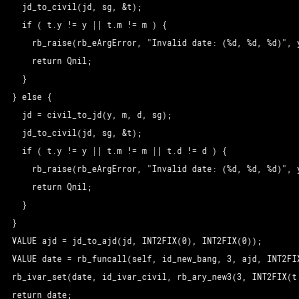 jd_to_civil(jd, sg, &t);
if ( t.y != y || t.m != m ) {
rb_raise(rb_eArgError, "Invalid date: (%d, %d, %d)", y
return Qnil;
}
} else {
jd = civil_to_jd(y, m, d, sg);
jd_to_civil(jd, sg, &t);
if ( t.y != y || t.m != m || t.d != d ) {
rb_raise(rb_eArgError, "Invalid date: (%d, %d, %d)", y
return Qnil;
}
}
VALUE ajd = jd_to_ajd(jd, INT2FIX(0), INT2FIX(0));
VALUE date = rb_funcall(self, id_new_bang, 3, ajd, INT2FIX
rb_ivar_set(date, id_ivar_civil, rb_ary_new3(3, INT2FIX(t
return date;